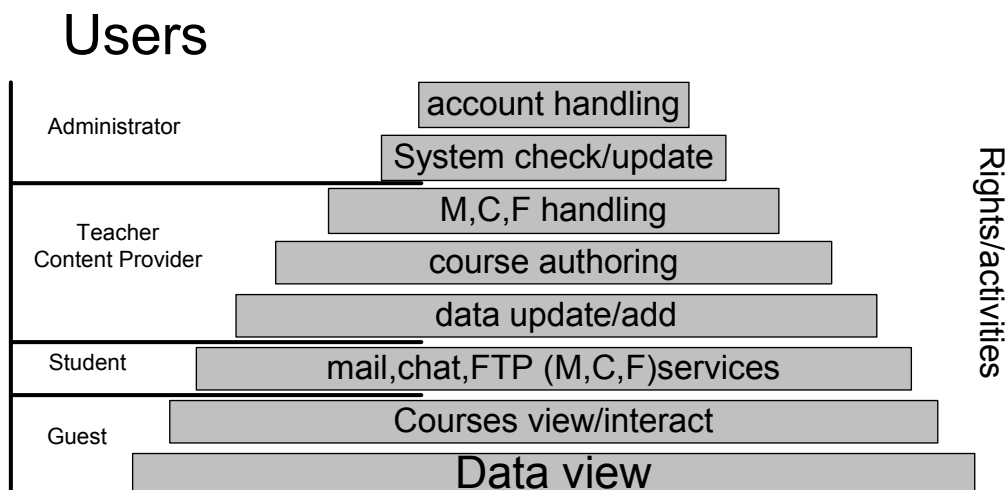 Users
Administrator
account handling
System check/update
Teacher
Content Provider
M,C,F handling
course authoring
data update/add
Student
mail,chat,FTP (M,C,F)services
Guest
Courses view/interact
Data view
Rights/activities